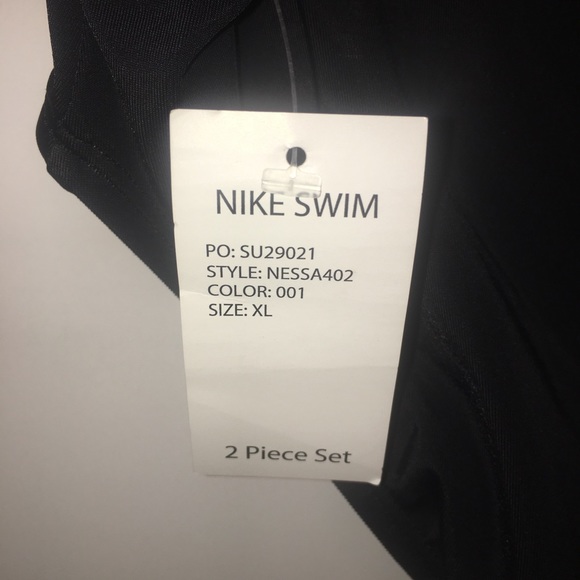 NIKE SWIM
PO: SU29021
STYLE: NESSA402
COLOR: 001
SIZE: XL
2 Piece Set